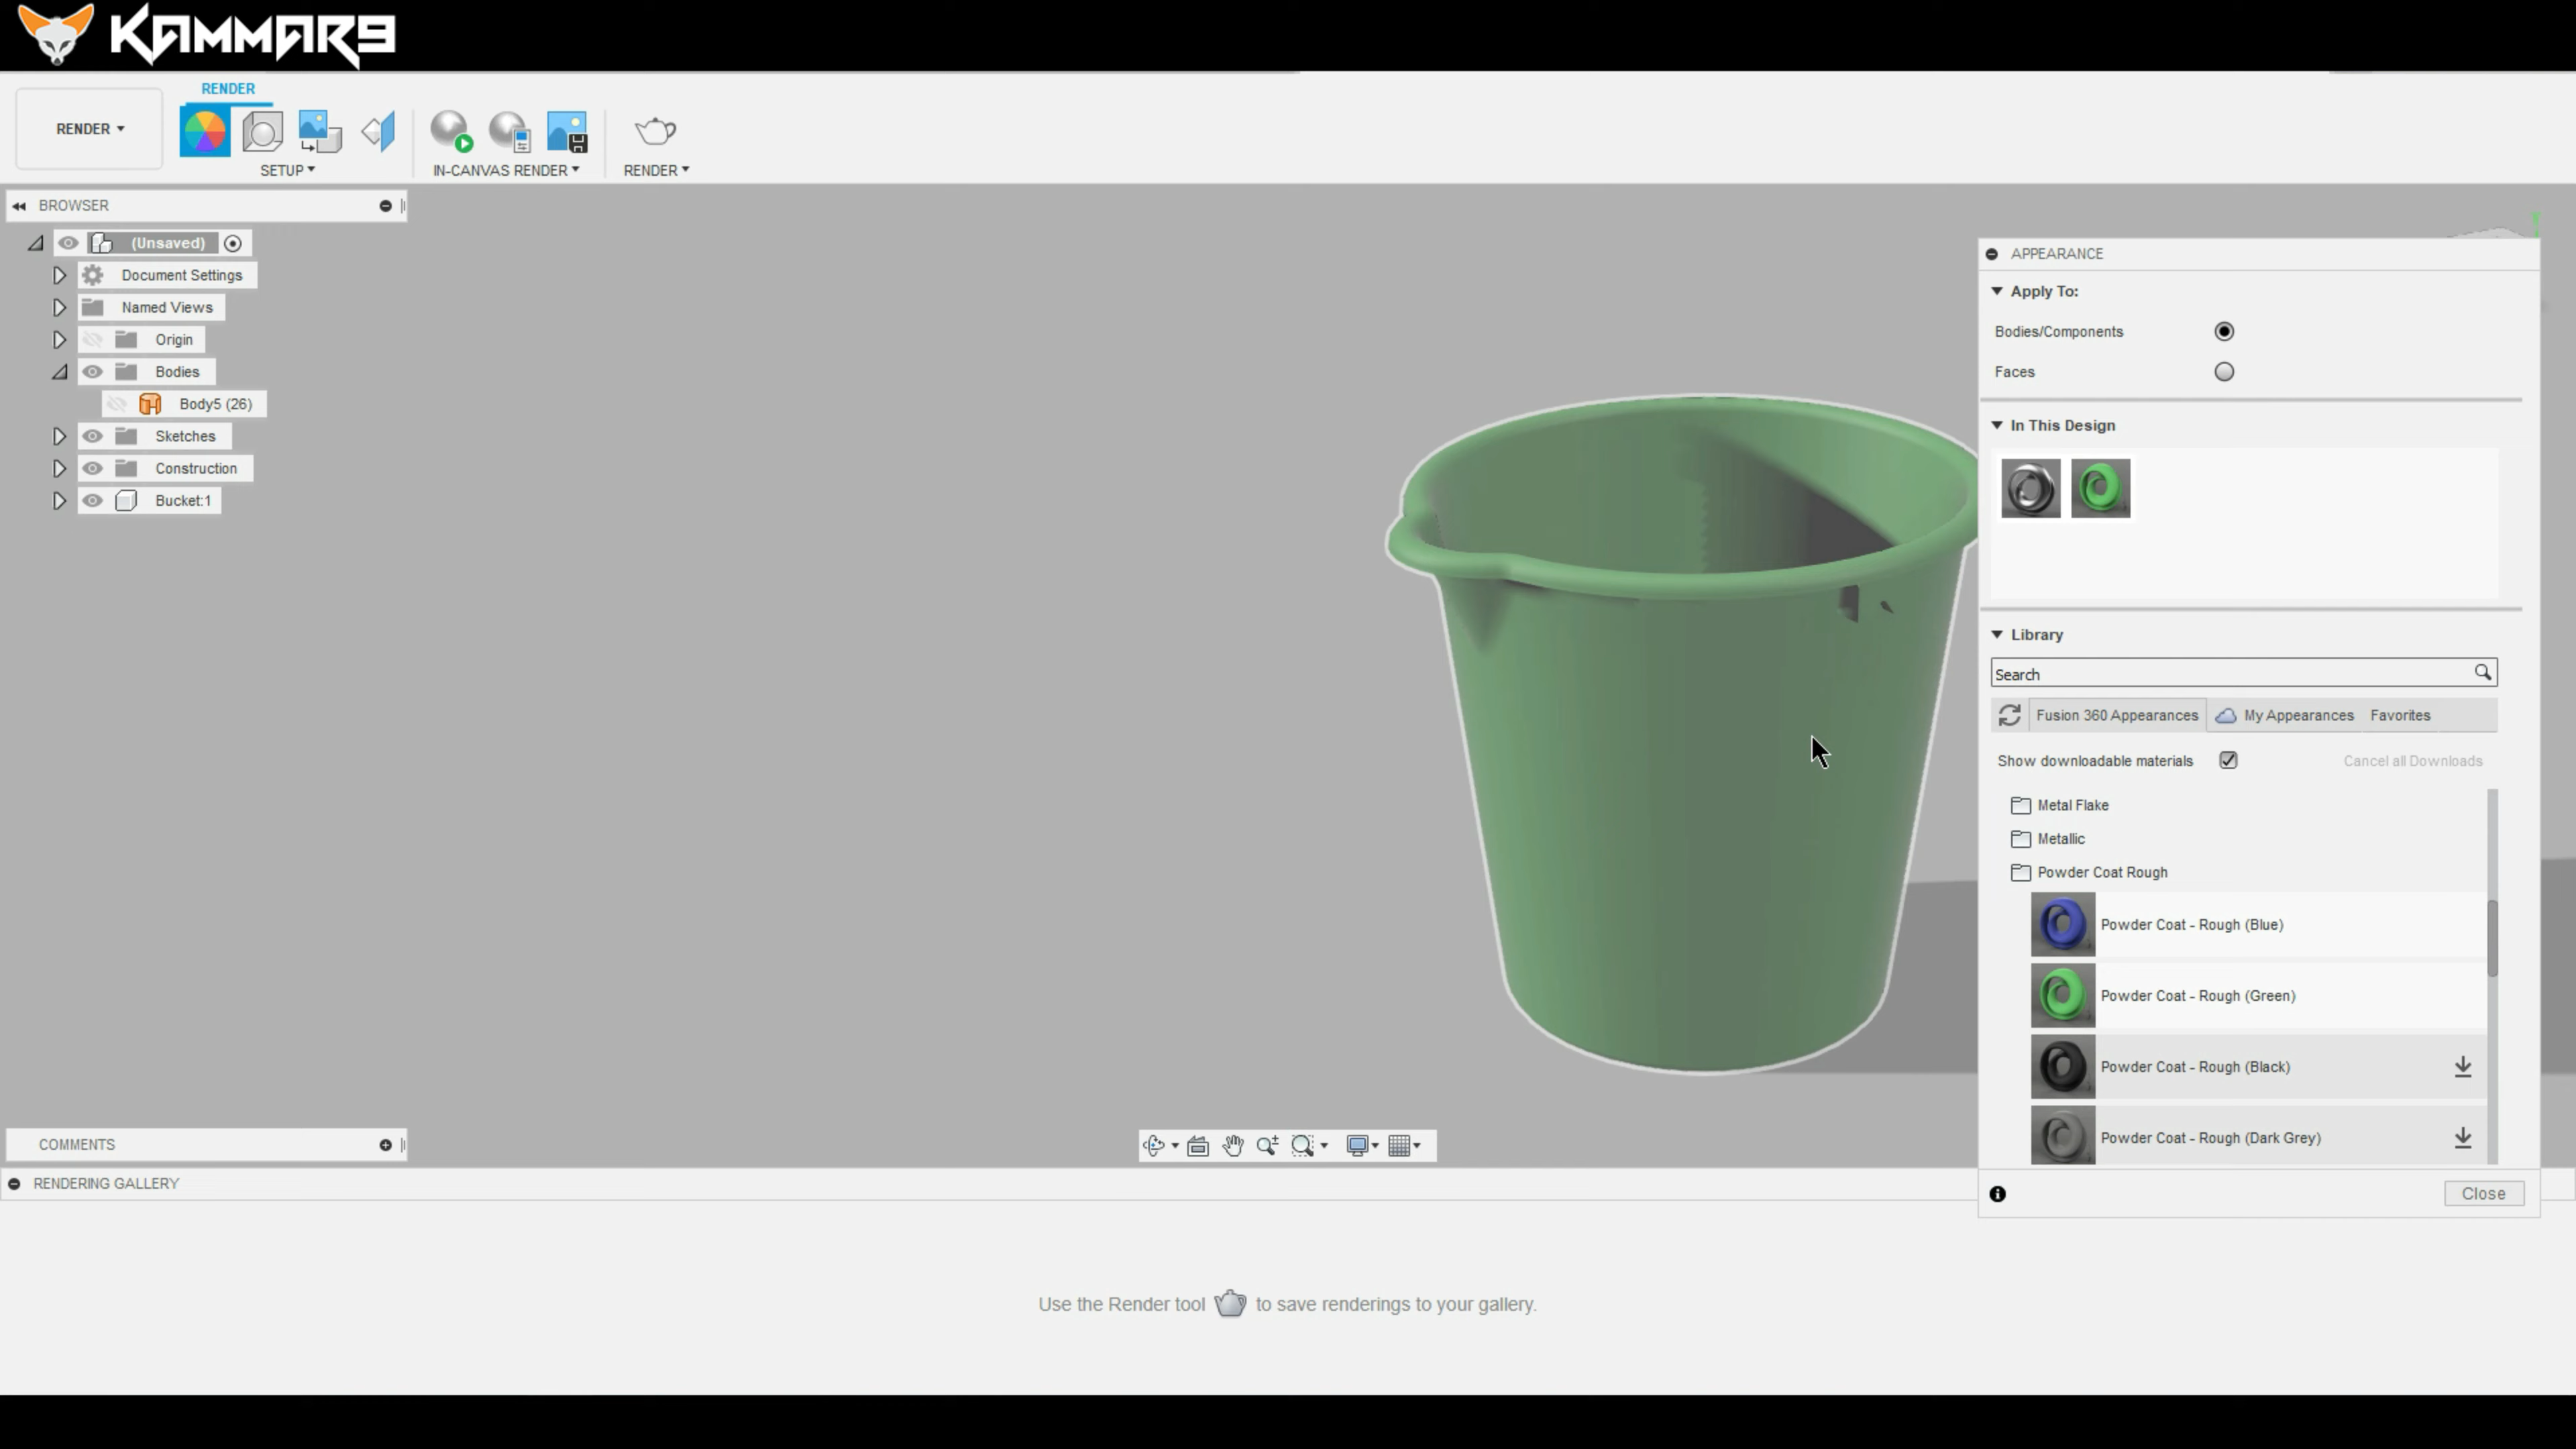 KAMMAR9
RENDER
RENDER
SETUP
IN-CANVAS RENDER
RENDER
BROWSER
(Unsaved)
Document Settings
Named Views
Origin
Bodies
Body5 (26)
Sketches
Construction
Bucket:1
APPEARANCE
Apply To:
Bodies/Components
Faces
In This Design
Library
Search
Fusion 360 Appearances My Appearances Favorites
Show downloadable materials Cancel all Downloads
Metal Flake
Metallic
Powder Coat Rough
Powder Coat - Rough (Blue)
Powder Coat - Rough (Green)
Powder Coat - Rough (Black)
Powder Coat - Rough (Dark Grey)
Close
COMMENTS
RENDERING GALLERY
Use the Render tool to save renderings to your gallery.